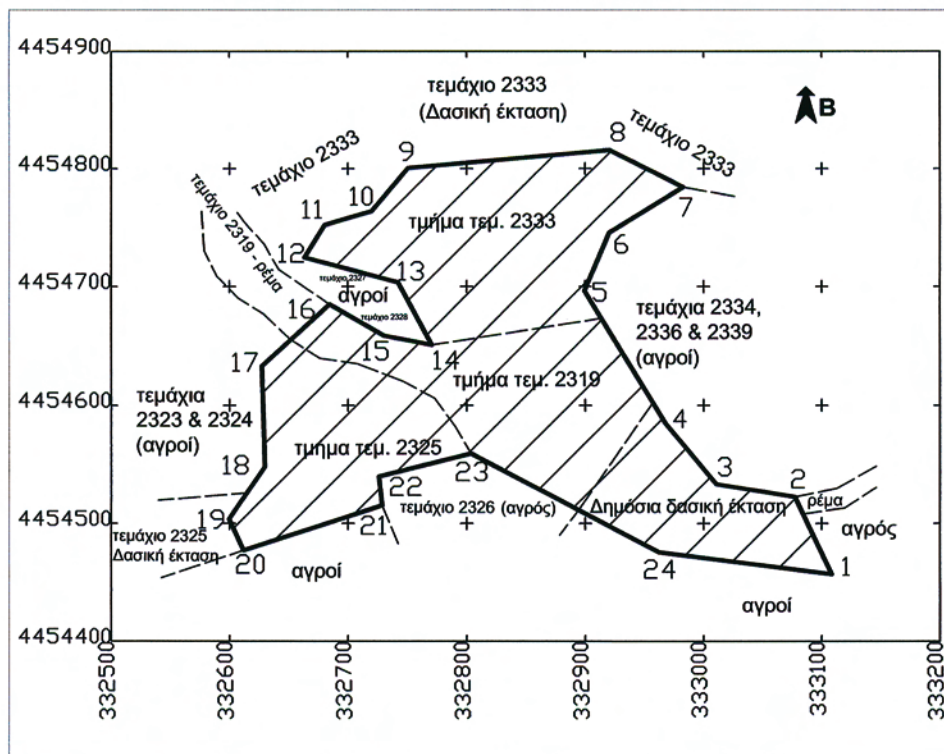 4454900
τεμάχιο 2333
(Δασική έκταση)
B
8
τεμάχιο 2333
9
τεμάχιο 2333
4454800
7
10
11
τμήμα τεμ. 2333
6
12
τεμάχιο 2319 - ρέμα
13
τεμάχιο 2327
αγροί
4454700
5
16
τεμάχιο 2328
τεμάχια 2334,
2336 & 2339
(αγροί)
15
14
17
τμήμα τεμ. 2319
τεμάχια
2323 & 2324
(αγροί)
4454600
4
τμήμα τεμ. 2325
18
23
3
2
22
ρέμα
4454500
19
τεμάχιο 2326 (αγρός)
Δημόσια δασική έκταση
αγρός
21
τεμάχιο 2325
Δασική έκταση
20
αγροί
24
1
αγροί
4454400
332500
332600
332700
332800
332900
333000
333100
333200